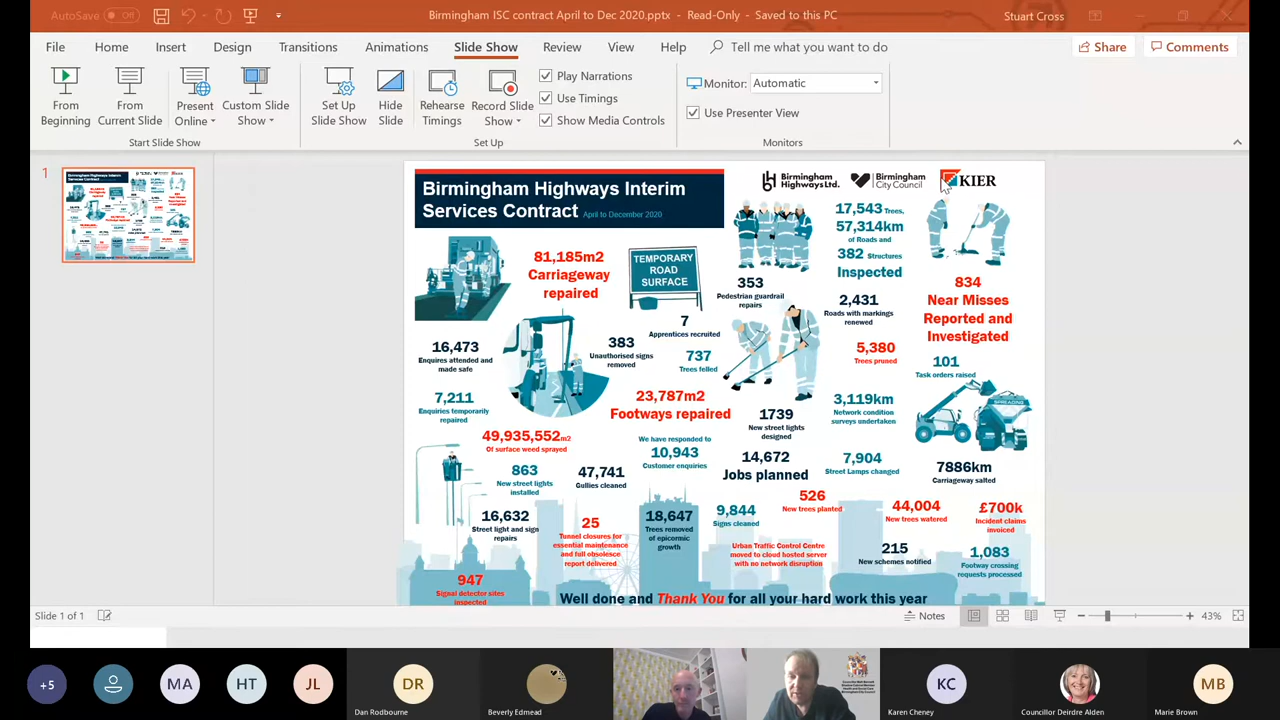 AutoSave Off
Birmingham ISC contract April to Dec 2020.pptx - Read-Only - Saved to this PC
Stuart Cross
File Home Insert Design Transitions Animations Slide Show Review View Help Tell me what you want to do
Share Comments
From Beginning
From Current Slide
Present Online
Custom Slide Show
Set Up Slide Show
Hide Slide
Rehearse Timings
Record Slide Show
Play Narrations
Use Timings
Show Media Controls
Monitor: Automatic
Use Presenter View
Start Slide Show
Set Up
Monitors
1
Birmingham Highways Interim
Services Contract April to December 2020
Birmingham
Highways Ltd.
Birmingham
City Council
KIER
17,543 Trees,
57,314km
of Roads and
382 Structures
Inspected
81,185m2
Carriageway
repaired
TEMPORARY
ROAD
SURFACE
353
Pedestrian guardrail
repairs
2,431
Roads with markings
renewed
834
Near Misses
Reported and
Investigated
7
Apprentices recruited
16,473
Enquires attended and
made safe
383
Unauthorised signs
removed
737
Trees felled
5,380
Trees pruned
101
Task orders raised
7,211
Enquiries temporarily
repaired
23,787m2
Footways repaired
1739
New street lights
designed
3,119km
Network condition
surveys undertaken
SPREADING
49,935,552m2
Of surface weed sprayed
We have responded to
10,943
Customer enquiries
14,672
Jobs planned
7,904
Street Lamps changed
7886km
Carriageway salted
863
New street lights
installed
47,741
Gullies cleaned
526
New trees planted
44,004
New trees watered
£700k
Incident claims
invoiced
16,632
Street light and sign
repairs
25
Tunnel closures for
essential maintenance
and full obsolesce
report delivered
18,647
Trees removed
of epicormic
growth
9,844
Signs cleaned
Urban Traffic Control Centre
moved to cloud hosted server
with no network disruption
215
New schemes notified
1,083
Footway crossing
requests processed
947
Signal detector sites
inspected
Well done and Thank You for all your hard work this year
Slide 1 of 1
Notes
43%
+5
MA
HT
JL
DR
Dan Rodbourne
Beverly Edmead
KC
Karen Cheney
Councillor Deirdre Alden
MB
Marie Brown